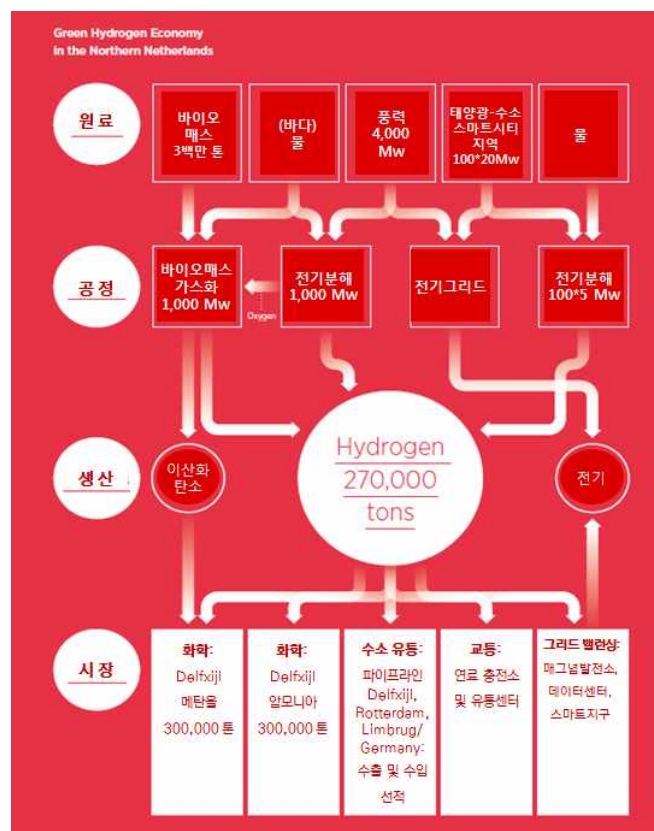 Green Hydrogen Economy
in the Northern Netherlands
원료
바이오
매스
3백만 톤
(바다)
물
풍력
4,000
Mw
태양광-수소
스마트시티
지역
100*20Mw
물
공정
바이오매스
가스화
1,000 Mw
Oxygen
전기분해
1,000 Mw
전기그리드
전기분해
100*5 Mw
생산
이산화
탄소
Hydrogen
270,000
tons
전기
시장
화학:
Delfxijl
메탄올
300,000 톤
화학:
Delfxijl
암모니아
300,000 톤
수소 유통:
파이프라인
Delfxijl,
Rotterdam,
Limbrug/
Germany:
수출 및 수입
선적
교통:
연료 충전소
및 유통센터
그리드 밸런싱:
매그넘발전소,
데이터센터,
스마트지구